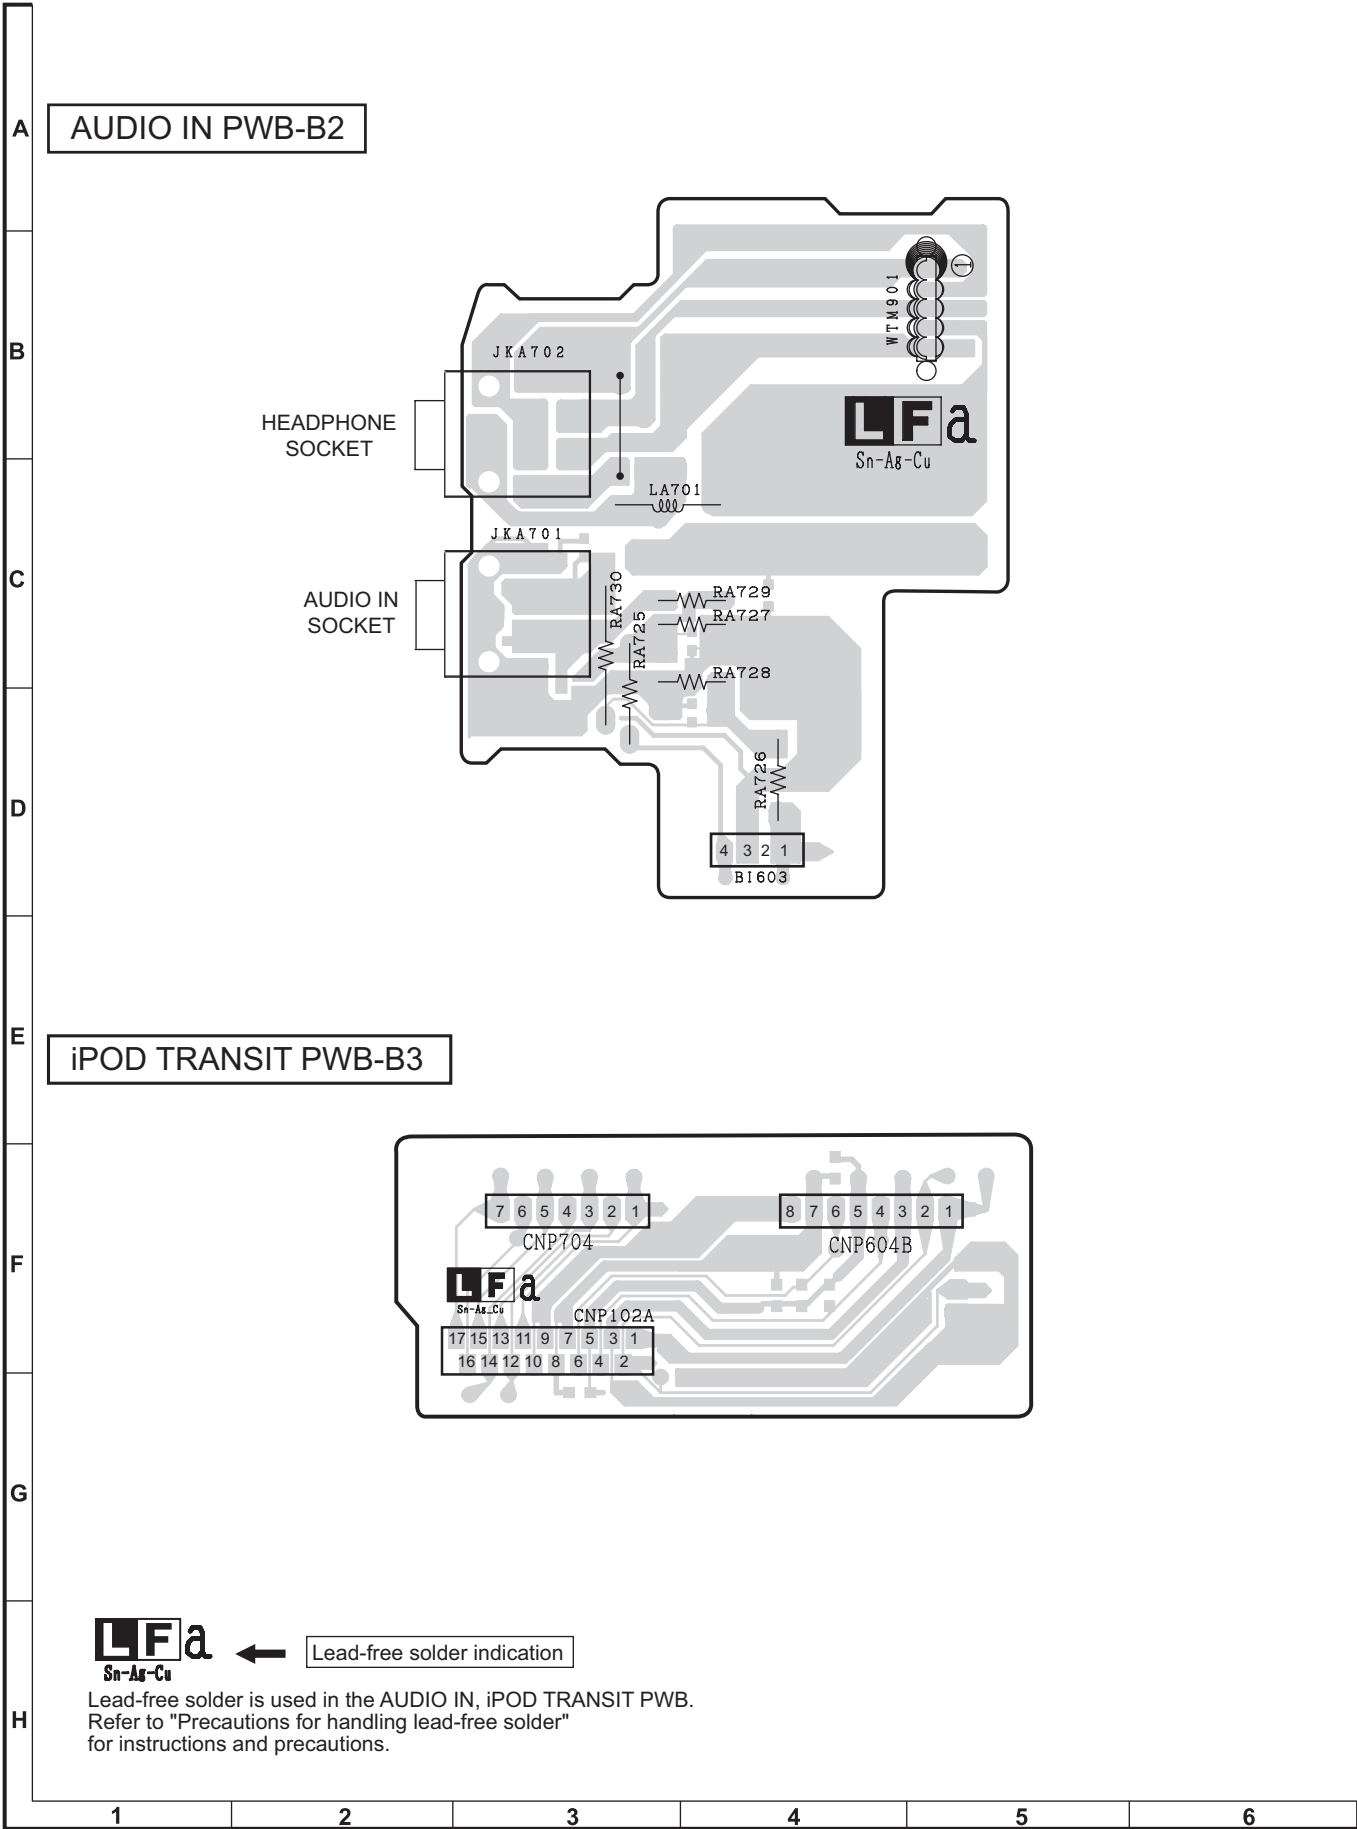 A
AUDIO IN PWB-B2
1
WTM901
B
JKA702
HEADPHONE
SOCKET
LFa
Sn-Ag-Cu
LA701
JKA701
C
AUDIO IN
SOCKET
RA730
RA729
RA727
RA725
RA728
RA726
D
4 3 2 1
BI603
E
iPOD TRANSIT PWB-B3
7 6 5 4 3 2 1
8 7 6 5 4 3 2 1
CNP704
CNP604B
F
LFa
Sn-Ag-Cu
CNP102A
17 15 13 11 9 7 5 3 1
16 14 12 10 8 6 4 2
G
LFa
Sn-Ag-Cu
Lead-free solder indication
Lead-free solder is used in the AUDIO IN, iPOD TRANSIT PWB.
H
Refer to "Precautions for handling lead-free solder"
for instructions and precautions.
1 2 3 4 5 6